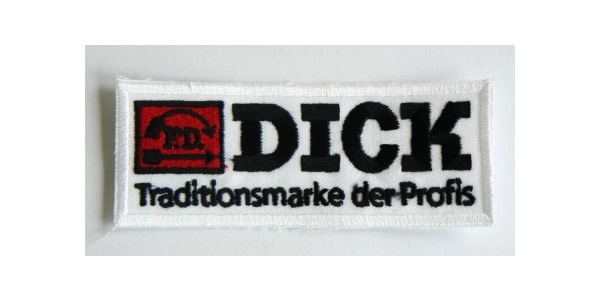 F.D. DICK
Traditionsmarke der Profis